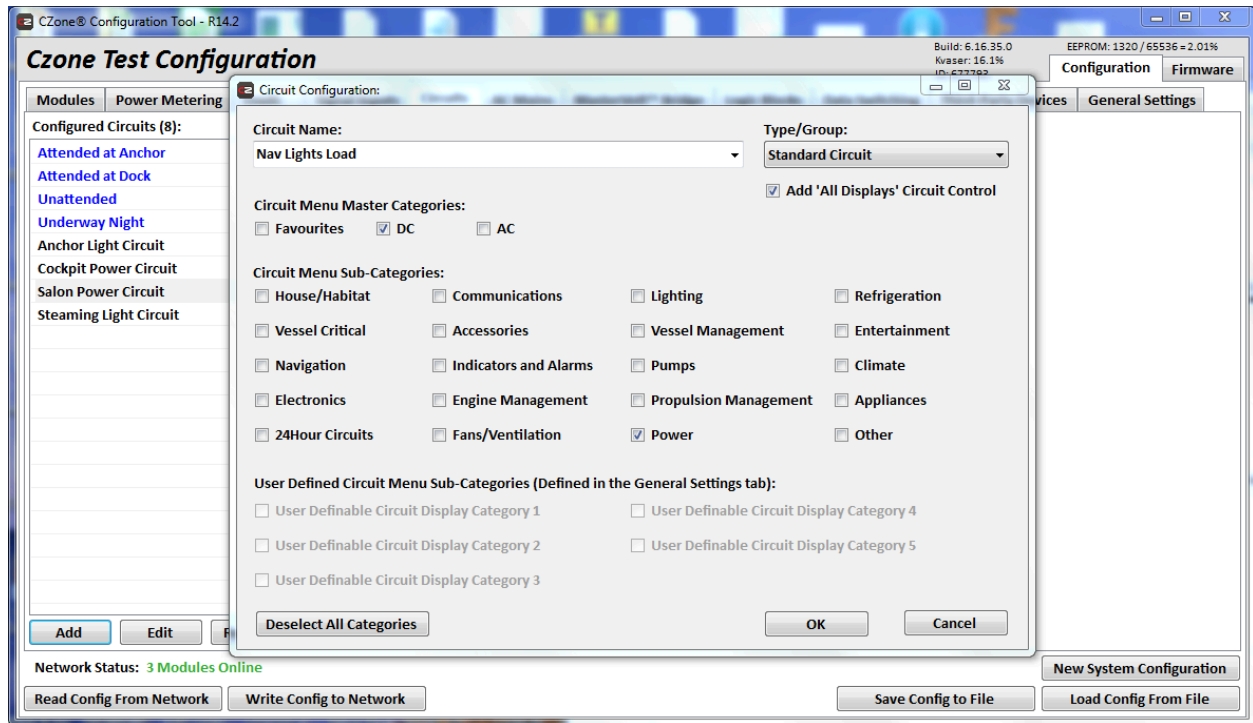 CZone® Configuration Tool - R14.2
Czone Test Configuration
Build: 6.16.35.0
Kvaser: 16.1%
ID: 677793
EEPROM: 1320 / 65536 = 2.01%
Configuration Firmware
Modules Power Metering
General Settings
Configured Circuits (8):
Attended at Anchor
Attended at Dock
Unattended
Underway Night
Anchor Light Circuit
Cockpit Power Circuit
Salon Power Circuit
Steaming Light Circuit
Circuit Configuration:
Circuit Name: Type/Group:
Nav Lights Load Standard Circuit
Add 'All Displays' Circuit Control
Circuit Menu Master Categories:
Favourites DC AC
Circuit Menu Sub-Categories:
House/Habitat Communications Lighting Refrigeration
Vessel Critical Accessories Vessel Management Entertainment
Navigation Indicators and Alarms Pumps Climate
Electronics Engine Management Propulsion Management Appliances
24Hour Circuits Fans/Ventilation Power Other
User Defined Circuit Menu Sub-Categories (Defined in the General Settings tab):
User Definable Circuit Display Category 1 User Definable Circuit Display Category 4
User Definable Circuit Display Category 2 User Definable Circuit Display Category 5
User Definable Circuit Display Category 3
Deselect All Categories OK Cancel
Add Edit
Network Status: 3 Modules Online
New System Configuration
Read Config From Network Write Config to Network Save Config to File Load Config From File